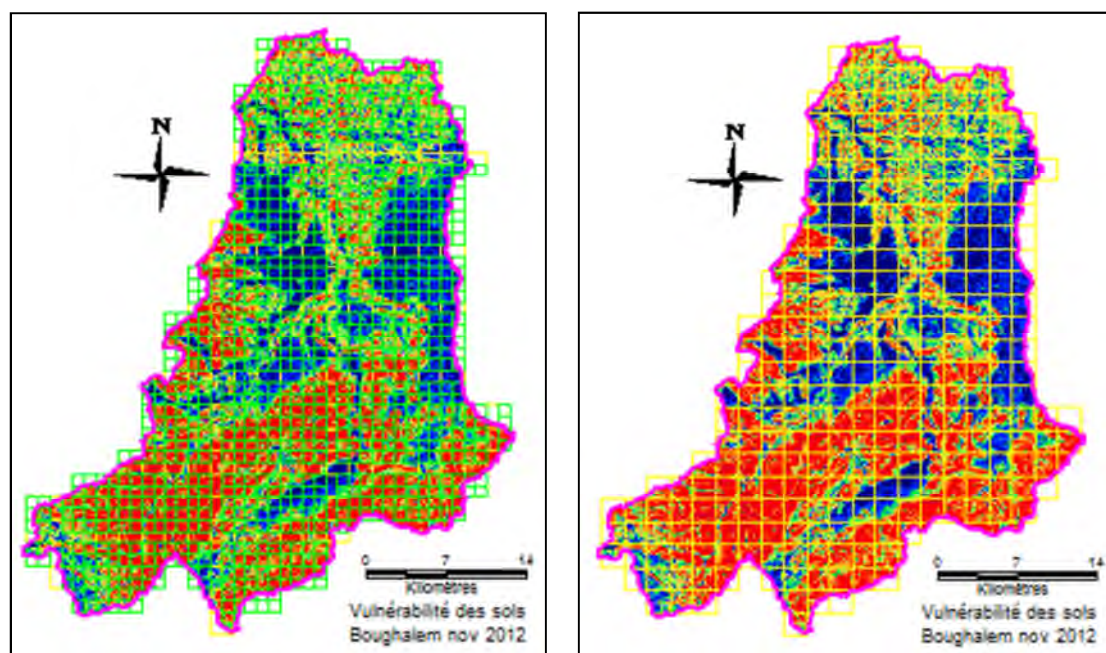 N
0 7 14
Kilomètres
Vulnérabilité des sols
Boughalem nov 2012
N
0 7 14
Kilomètres
Vulnérabilité des sols
Boughalem nov 2012